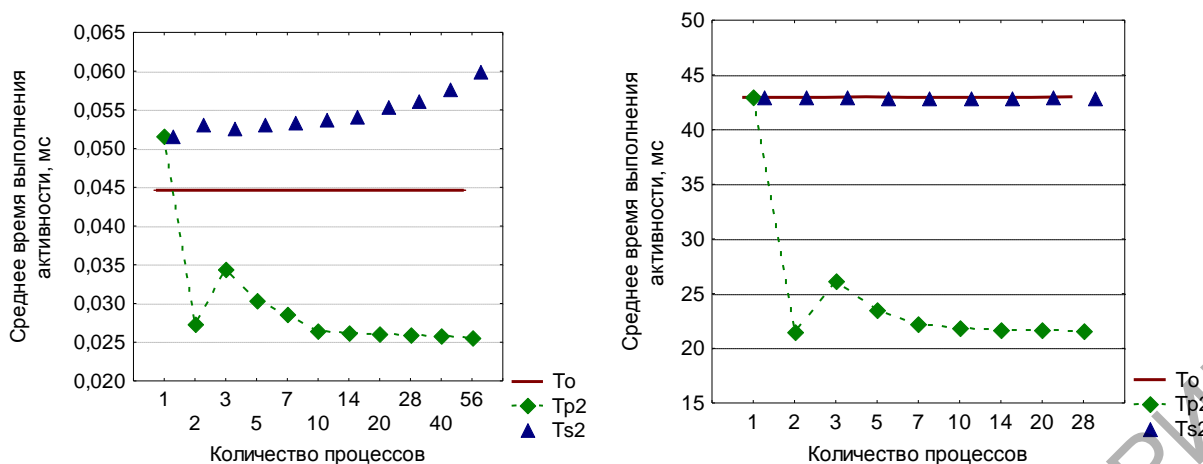 0,065
0,060
0,055
0,050
0,045
0,040
0,035
0,030
0,025
0,020
Среднее время выполнения
активности, мс
1 3 7 14 28 56
2 5 10 20 40
Количество процессов
To
Tp2
Ts2
50
45
40
35
30
25
20
15
Среднее время выполнения
активности, мс
1 2 3 5 7 10 14 20 28
Количество процессов
To
Tp2
Ts2